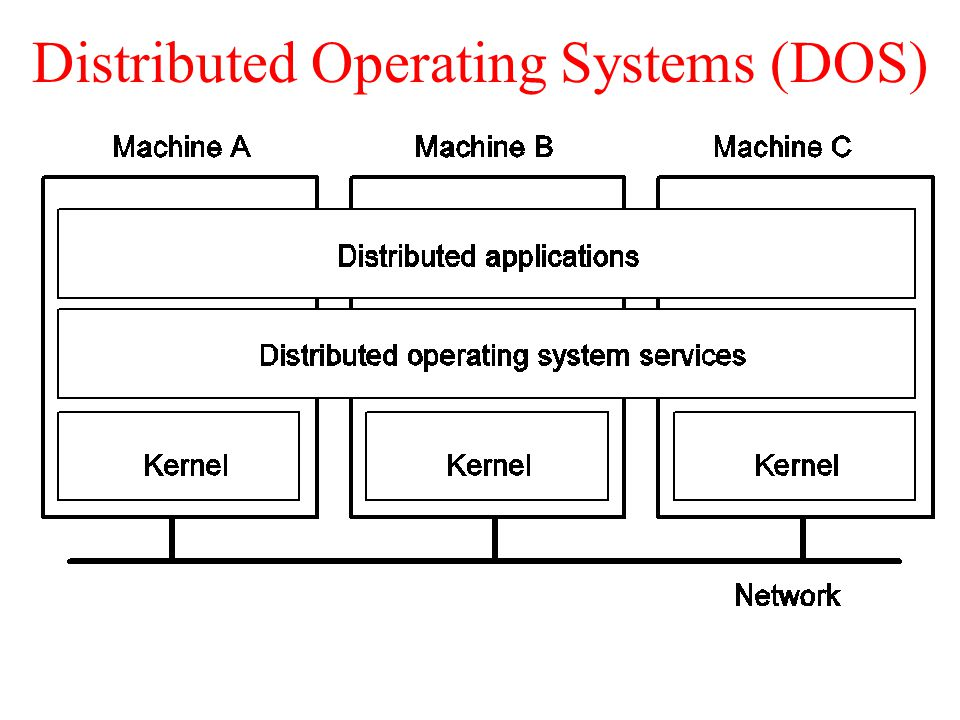 Distributed Operating Systems (DOS)
Machine A
Machine B
Machine C
Distributed applications
Distributed operating system services
Kernel
Kernel
Kernel
Network